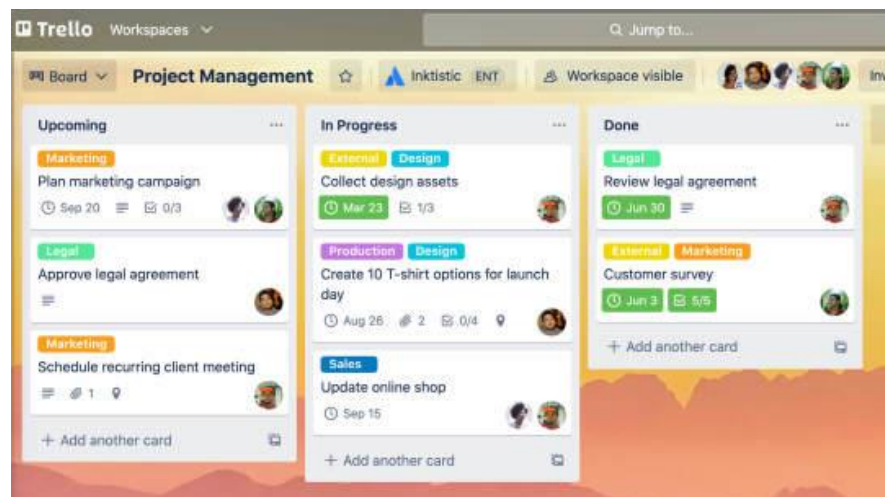 Trello Workspaces Jump to...
Board Project Management Inktistic ENT Workspace visible Inv
Upcoming
Marketing
Plan marketing campaign
Sep 20 0/3
Legal
Approve legal agreement
Marketing
Schedule recurring client meeting
1
+ Add another card
In Progress
External Design
Collect design assets
Mar 23 1/3
Production Design
Create 10 T-shirt options for launch
day
Aug 26 2 0/4
Sales
Update online shop
Sep 15
+ Add another card
Done
Legal
Review legal agreement
Jun 30
External Marketing
Customer survey
Jun 3 5/5
+ Add another card